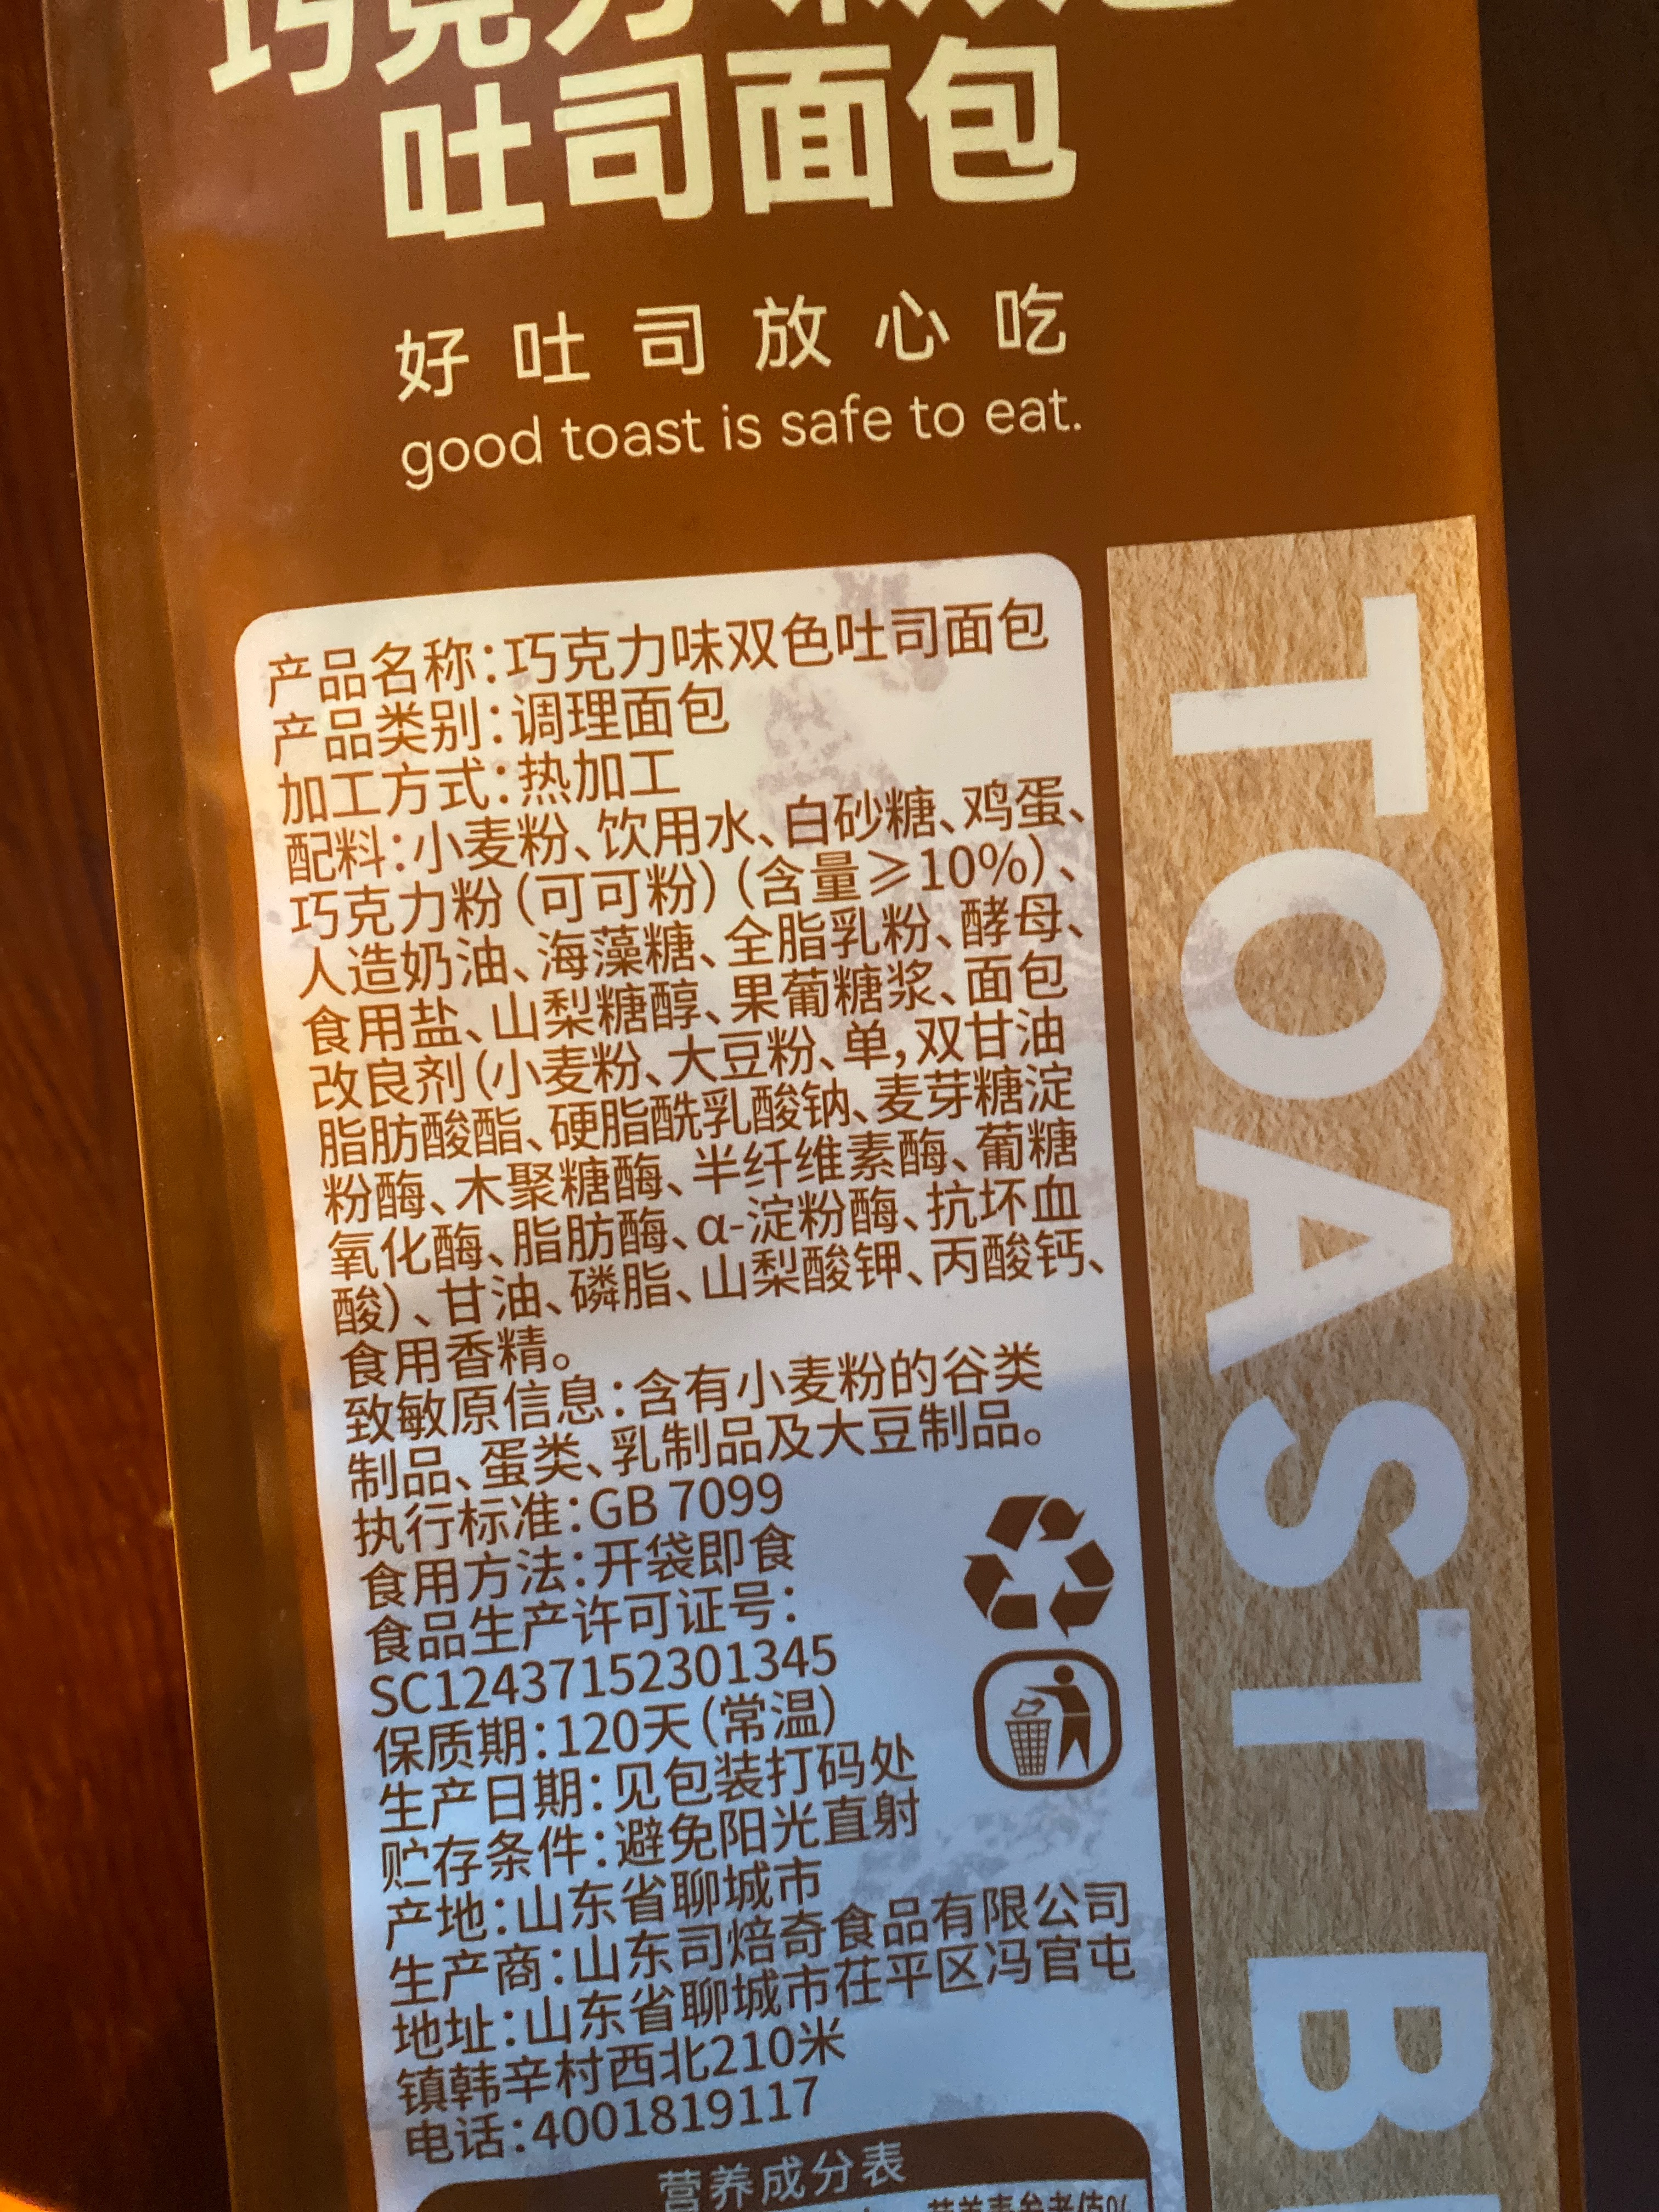 巧克力味双色
吐司面包
好吐司放心吃
good toast is safe to eat.
产品名称:巧克力味双色吐司面包
产品类别:调理面包
加工方式:热加工
配料:小麦粉、饮用水、白砂糖、鸡蛋、
巧克力粉(可可粉)(含量≥10%)、
人造奶油、海藻糖、全脂乳粉、酵母、
食用盐、山梨糖醇、果葡糖浆、面包
改良剂(小麦粉、大豆粉、单,双甘油
脂肪酸酯、硬脂酰乳酸钠、麦芽糖淀
粉酶、木聚糖酶、半纤维素酶、葡糖
氧化酶、脂肪酶、α-淀粉酶、抗坏血
酸)、甘油、磷脂、山梨酸钾、丙酸钙、
食用香精。
致敏原信息:含有小麦粉的谷类
制品、蛋类、乳制品及大豆制品。
执行标准:GB 7099
食用方法:开袋即食
食品生产许可证号:
SC12437152301345
保质期:120天(常温)
生产日期:见包装打码处
贮存条件:避免阳光直射
产地:山东省聊城市
生产商:山东司焙奇食品有限公司
地址:山东省聊城市茌平区冯官屯
镇韩辛村西北210米
电话:4001819117
营养成分表
营养素参考值%
TOAST B